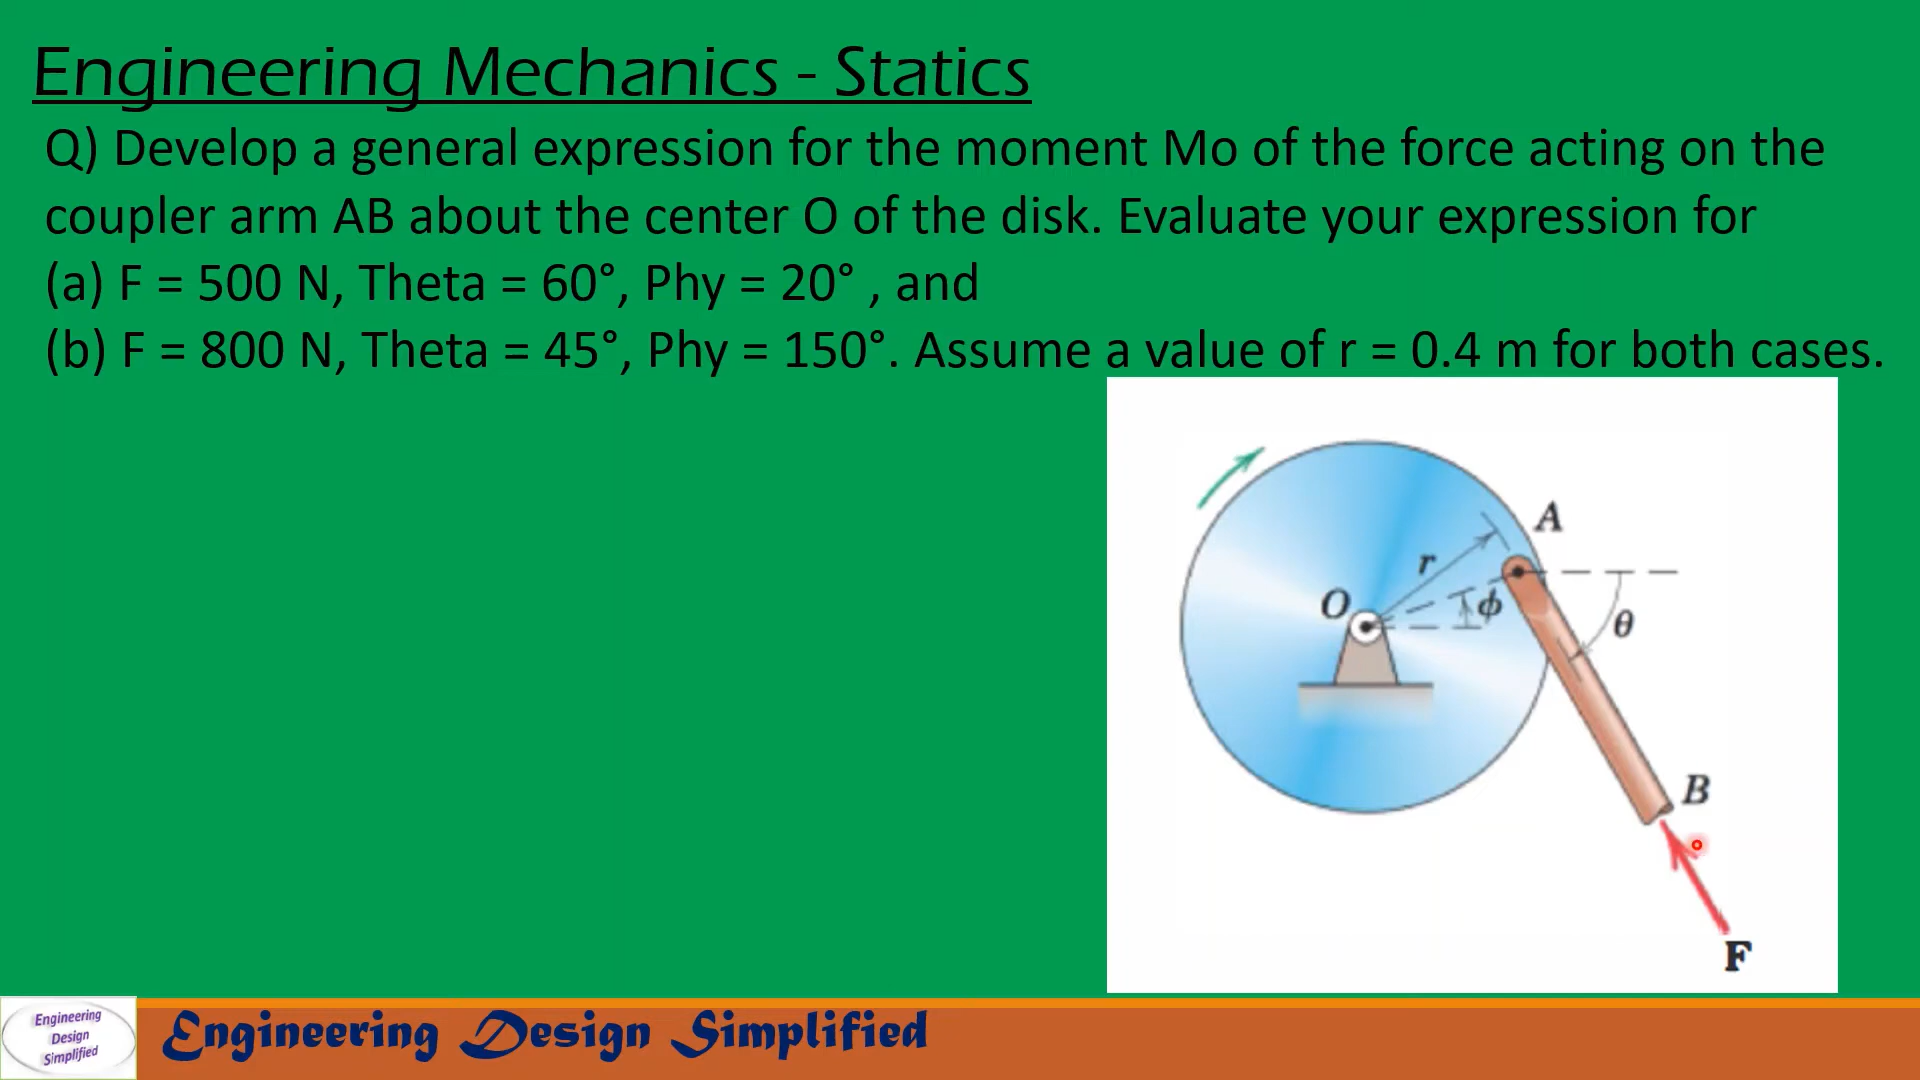 Engineering Mechanics - Statics
Q) Develop a general expression for the moment Mo of the force acting on the
coupler arm AB about the center O of the disk. Evaluate your expression for
(a) F = 500 N, Theta = 60°, Phy = 20° , and
(b) F = 800 N, Theta = 45°, Phy = 150°. Assume a value of r = 0.4 m for both cases.
A
r
O
ϕ
θ
B
F
Engineering
Design
Simplified
Engineering Design Simplified